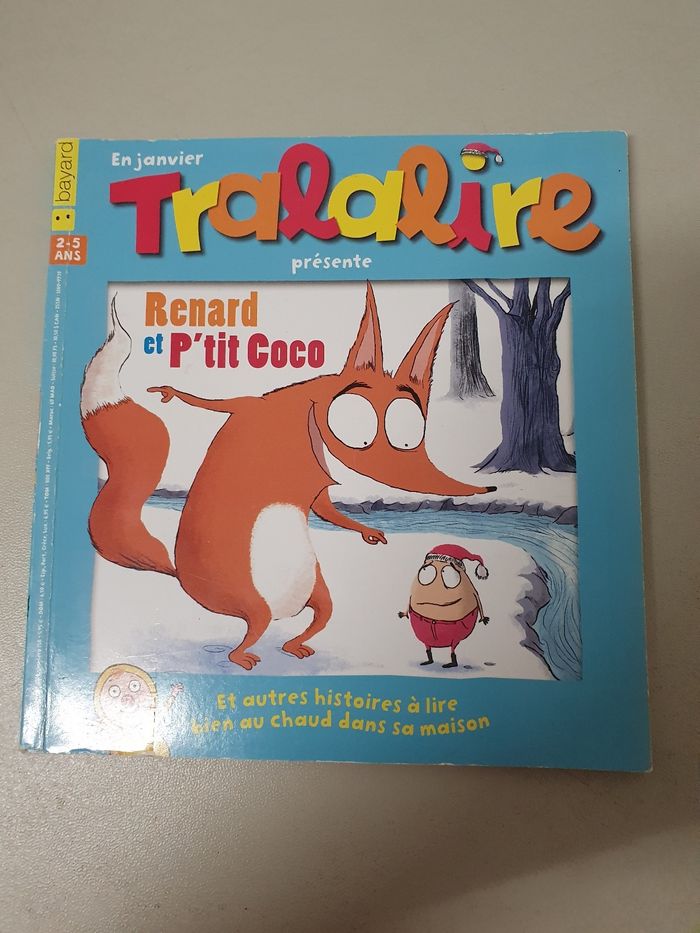 bayard
2-5
ANS
En janvier
Tralalire
présente
Renard
et P'tit Coco
Et autres histoires à lire
bien au chaud dans sa maison